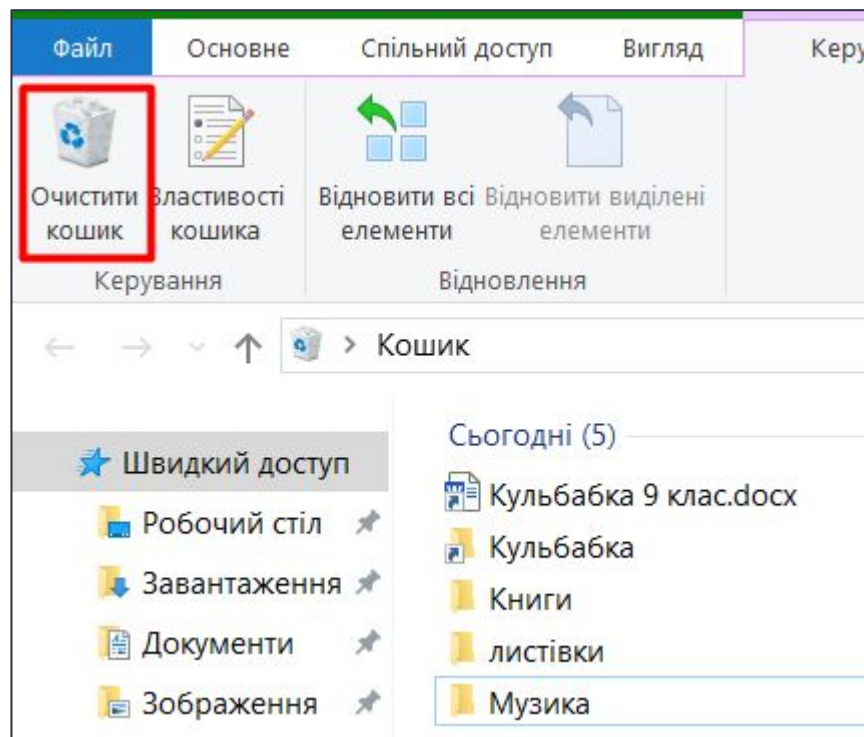 Файл Основне Спільний доступ Вигляд Керу
Очистити кошик
Властивості кошика
Відновити всі елементи
Відновити виділені елементи
Керування
Відновлення
Кошик
Швидкий доступ
Робочий стіл
Завантаження
Документи
Зображення
Сьогодні (5)
Кульбабка 9 клас.docx
Кульбабка
Книги
листівки
Музика